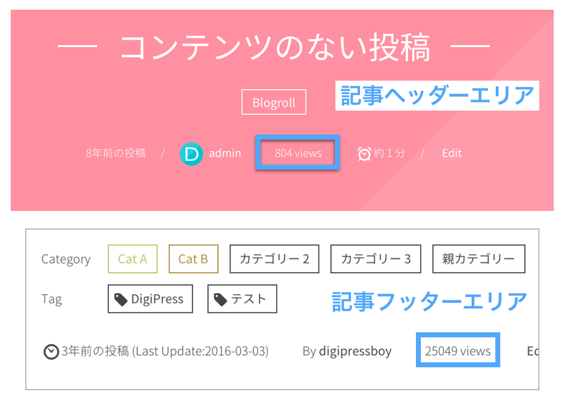 コンテンツのない投稿
Blogroll
記事ヘッダーエリア
8年前の投稿 / admin 804 views 約 1 分 / Edit
Category Cat A Cat B カテゴリー 2 カテゴリー 3 親カテゴリー
Tag DigiPress テスト
記事フッターエリア
3年前の投稿 (Last Update:2016-03-03) By digipressboy 25049 views